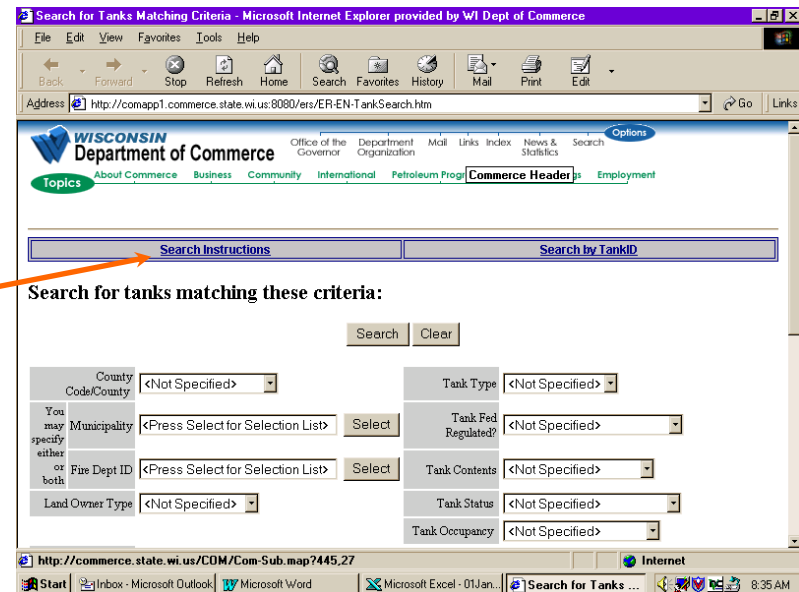 Search for Tanks Matching Criteria - Microsoft Internet Explorer provided by WI Dept of Commerce
File Edit View Favorites Tools Help
Back Forward Stop Refresh Home Search Favorites History Mail Print Edit
Address http://comapp1.commerce.state.wi.us:8080/ers/ER-EN-TankSearch.htm Go Links
WISCONSIN
Department of Commerce
Office of the Governor Department Organization Mail Links Index News & Statistics Search Options
Topics About Commerce Business Community International Petroleum Progr Commerce Header gs Employment
Search Instructions Search by TankID
Search for tanks matching these criteria:
Search Clear
County Code/County <Not Specified> Tank Type <Not Specified>
You may specify either or both
Municipality <Press Select for Selection List> Select Tank Fed Regulated? <Not Specified>
Fire Dept ID <Press Select for Selection List> Select Tank Contents <Not Specified>
Land Owner Type <Not Specified> Tank Status <Not Specified>
Tank Occupancy <Not Specified>
http://commerce.state.wi.us/COM/Com-Sub.map?445,27 Internet
Start Inbox - Microsoft Outlook Microsoft Word Microsoft Excel - 01Jan... Search for Tanks ... 8:35 AM